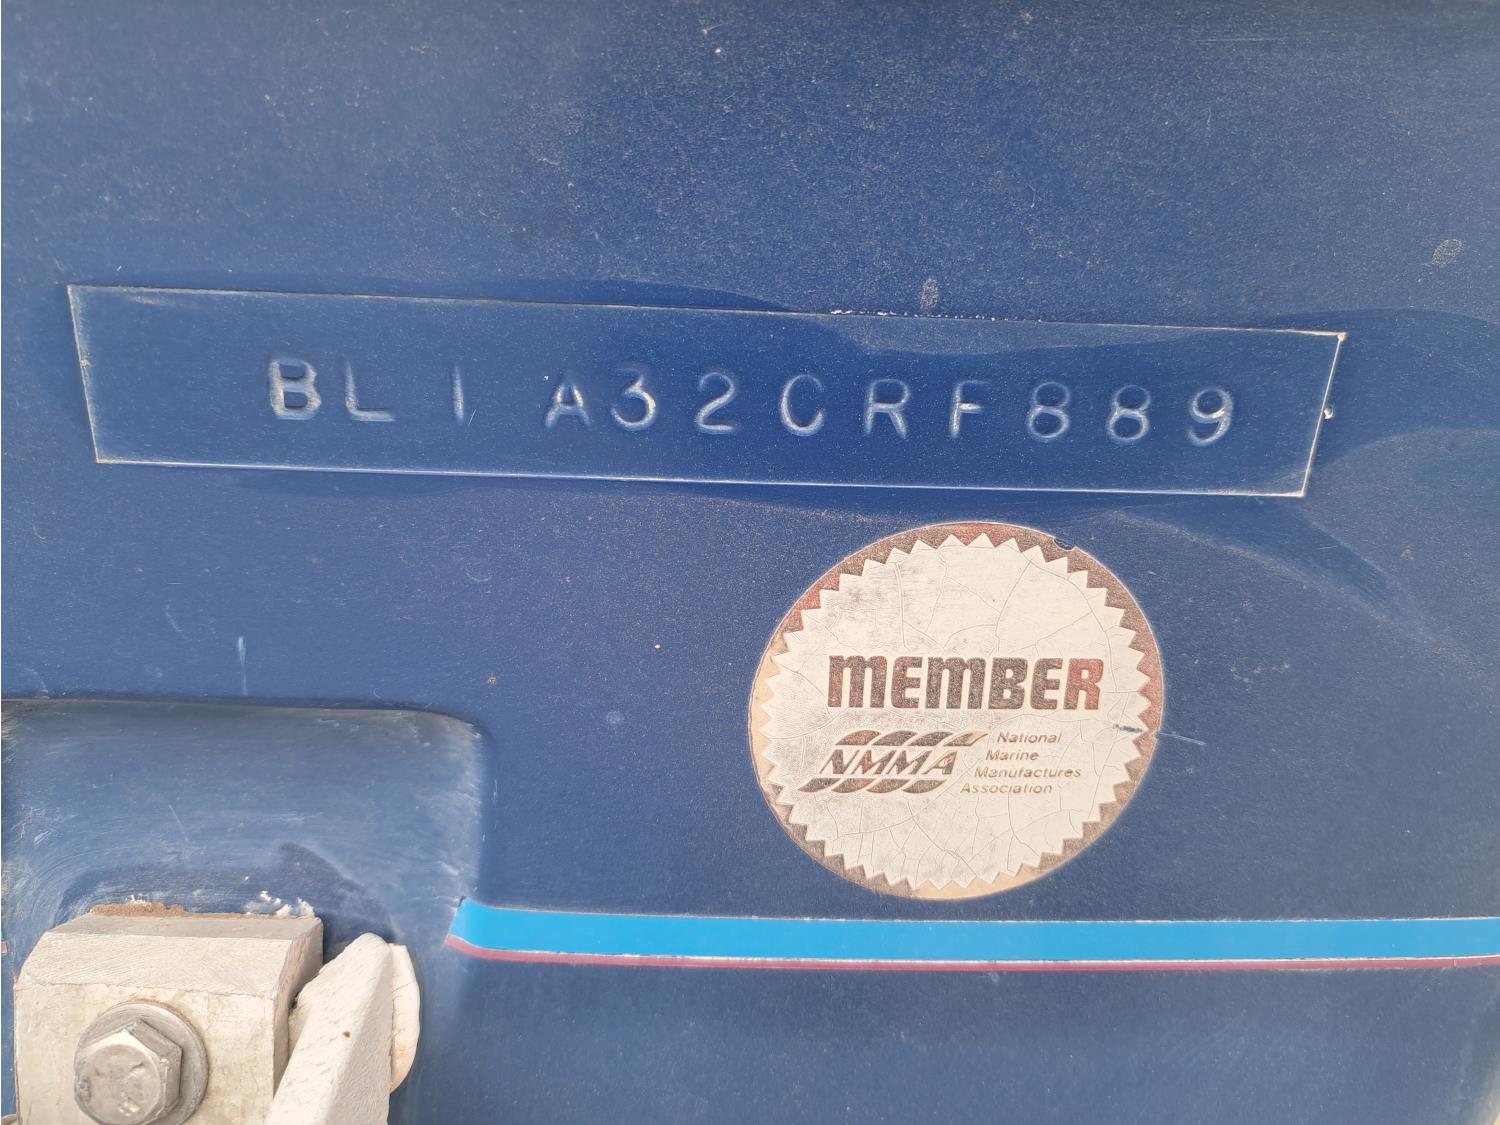 BL1A32CRF889
MEMBER
NMMA
National
Marine
Manufactures
Association